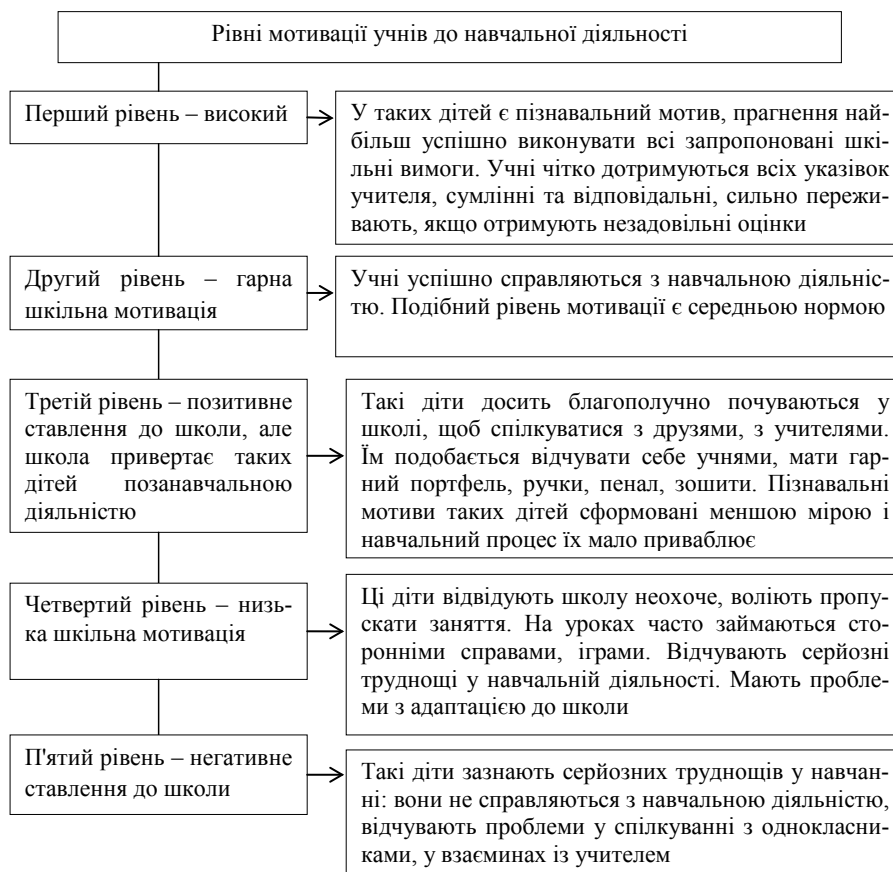 Рівні мотивації учнів до навчальної діяльності
Перший рівень – високий
У таких дітей є пізнавальний мотив, прагнення най-
більш успішно виконувати всі запропоновані шкі-
льні вимоги. Учні чітко дотримуються всіх указівок
учителя, сумлінні та відповідальні, сильно пережи-
вають, якщо отримують незадовільні оцінки
Другий рівень – гарна
шкільна мотивація
Учні успішно справляються з навчальною діяльніс-
тю. Подібний рівень мотивації є середньою нормою
Третій рівень – позитивне
ставлення до школи, але
школа привертає таких
дітей позанавчальною
діяльністю
Такі діти досить благополучно почуваються у
школі, щоб спілкуватися з друзями, з учителями.
Їм подобається відчувати себе учнями, мати гар-
ний портфель, ручки, пенал, зошити. Пізнавальні
мотиви таких дітей сформовані меншою мірою і
навчальний процес їх мало приваблює
Четвертий рівень – низь-
ка шкільна мотивація
Ці діти відвідують школу неохоче, воліють пропу-
скати заняття. На уроках часто займаються сто-
ронніми справами, іграми. Відчувають серйозні
труднощі у навчальній діяльності. Мають пробле-
ми з адаптацією до школи
П'ятий рівень – негативне
ставлення до школи
Такі діти зазнають серйозних труднощів у навчан-
ні: вони не справляються з навчальною діяльністю,
відчувають проблеми у спілкуванні з однокласни-
ками, у взаєминах із учителем